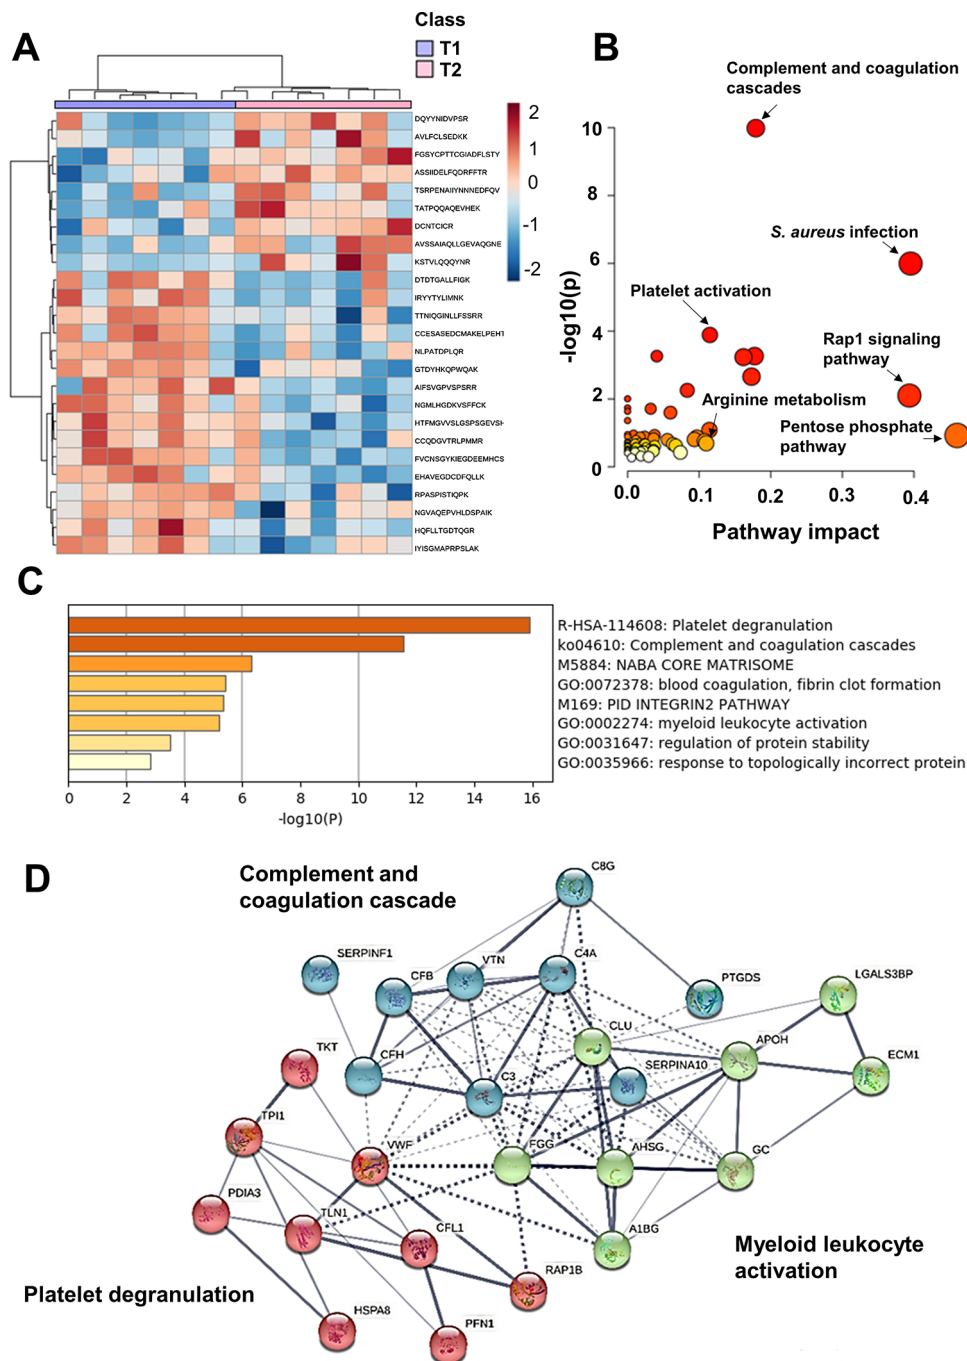 Class
A
T1
T2
DQYYNIDVPSR
AVLFCLSEDKK
FGSYCPTTCGIADFLSTY
ASSIIDELFQDRFFTR
TSRPENAIIYNNNEDFQV
TATPQQAQEVHEK
DCNTCICR
AVSSAIAQLLGEVAQGNE
KSTVLQQQYNR
DTDTGALLFIGK
IRYYTYLIMNK
TTNIQGINLLFSSRR
CCESASEDCMAKELPEHT
NLPATDPLQR
GTDYHKQPWQAK
AIFSVGPVSPSRR
NGMLHGDKVSFFCK
HTFMGVVSLGSPSGEVSH
CCQDGVTRLPMMR
FVCNSGYKIEGDEEMHCS
EHAVEGDCDFQLLK
RPASPISTIQPK
NGVAQEPVHLDSPAIK
HQFLLTGDTQGR
IYISGMAPRPSLAK
2
1
0
-1
-2
B
Complement and coagulation
cascades
S. aureus infection
Platelet activation
Rap1 signaling
pathway
Arginine metabolism
Pentose phosphate
pathway
10
8
6
4
2
0
-log10(p)
0.0
0.1
0.2
0.3
0.4
Pathway impact
C
R-HSA-114608: Platelet degranulation
ko04610: Complement and coagulation cascades
M5884: NABA CORE MATRISOME
GO:0072378: blood coagulation, fibrin clot formation
M169: PID INTEGRIN2 PATHWAY
GO:0002274: myeloid leukocyte activation
GO:0031647: regulation of protein stability
GO:0035966: response to topologically incorrect protein
0
2
4
6
8
10
12
14
16
-log10(P)
D
Complement and
coagulation cascade
C8G
SERPINF1
CFB
VTN
C4A
PTGDS
LGALS3BP
CLU
APOH
TKT
CFH
C3
SERPINA10
ECM1
TPI1
VWF
FGG
AHSG
GC
PDIA3
TLN1
CFL1
A1BG
RAP1B
HSPA8
PFN1
Myeloid leukocyte
activation
Platelet degranulation